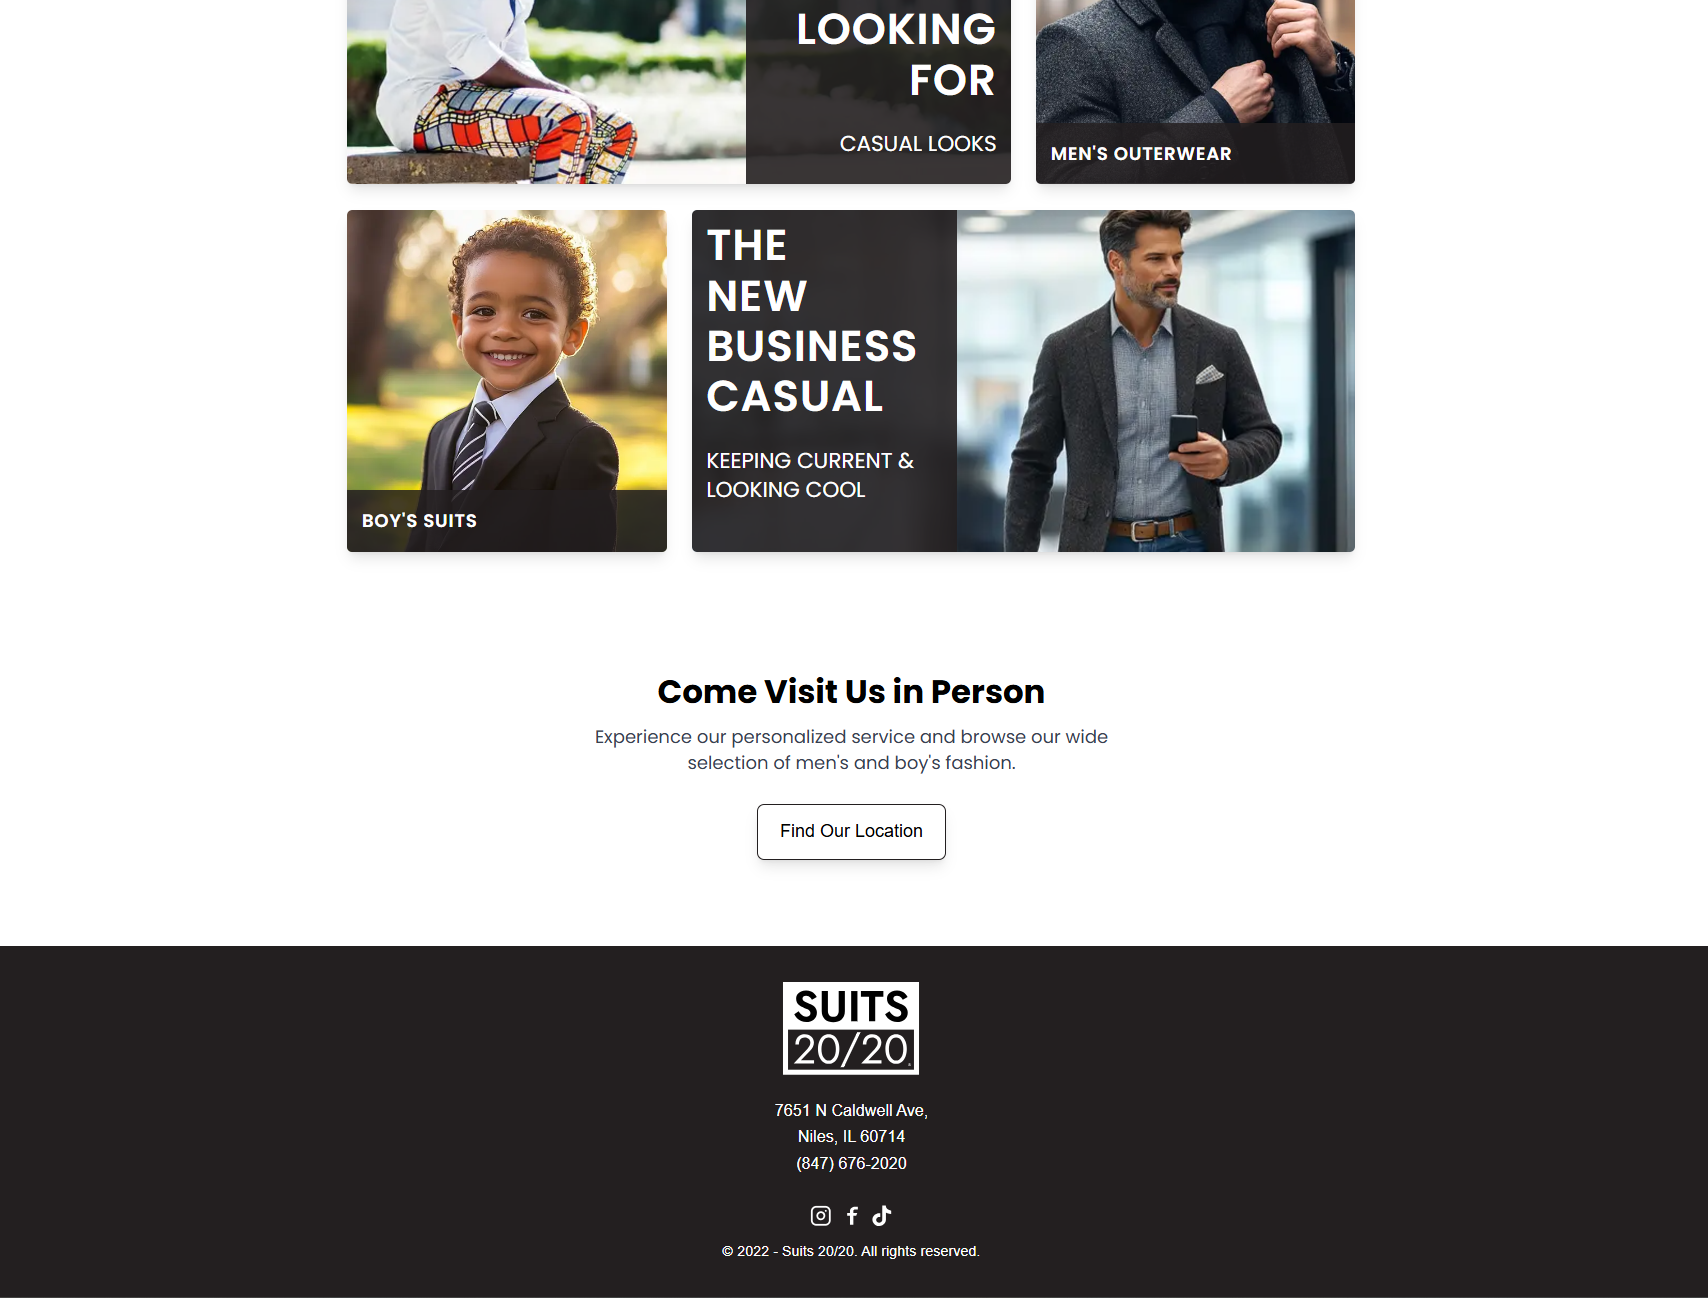 LOOKING
FOR
CASUAL LOOKS
MEN'S OUTERWEAR
BOY'S SUITS
THE
NEW
BUSINESS
CASUAL
KEEPING CURRENT &
LOOKING COOL
Come Visit Us in Person
Experience our personalized service and browse our wide
selection of men's and boy's fashion.
Find Our Location
SUITS
20/20
7651 N Caldwell Ave,
Niles, IL 60714
(847) 676-2020
© 2022 - Suits 20/20. All rights reserved.